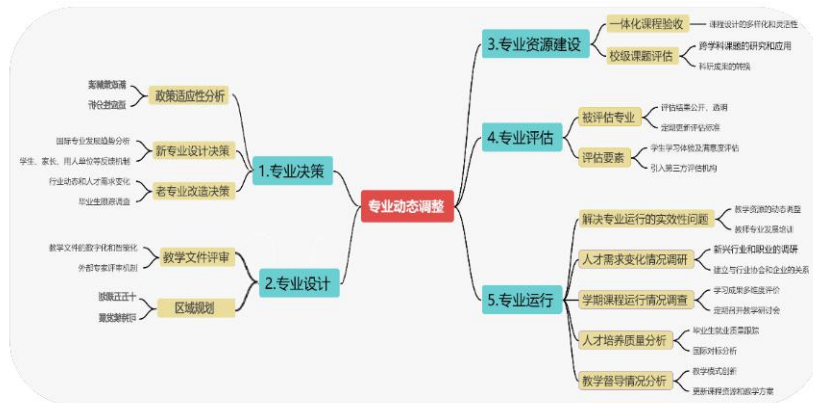 专业动态调整
1.专业决策
政策适应性分析
适应性分析
新专业设计决策
国际专业发展趋势分析
学生、家长、用人单位等反馈机制
老专业改造决策
行业动态和人才需求变化
毕业生跟踪调查
2.专业设计
教学文件评审
教学文件的数字化和智能化
外部专家评审机制
区域规划
可持续发展
3.专业资源建设
一体化课程验收
课程设计的多样化和灵活性
校级课题评估
跨学科课题的研究和应用
科研成果的转换
4.专业评估
被评估专业
评估结果公开、透明
定期更新评估标准
评估要素
学生学习体验及满意度评估
引入第三方评估机构
5.专业运行
解决专业运行的实效性问题
教学资源的动态调整
教师专业发展培训
人才需求变化情况调研
新兴行业和职业的调研
建立与行业协会和企业的关系
学期课程运行情况调查
学习成果多维度评价
定期召开教学研讨会
人才培养质量分析
毕业生就业质量跟踪
国际对标分析
教学督导情况分析
教学模式创新
更新课程资源和教学方案